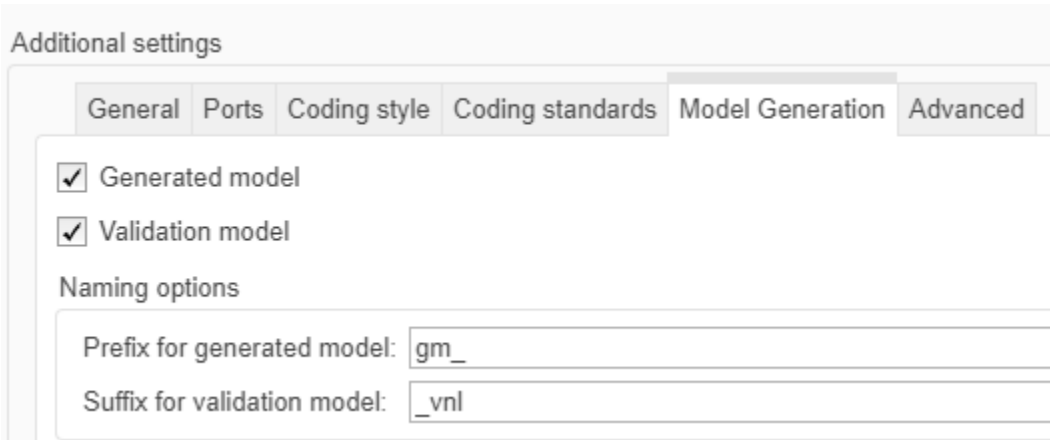 Additional settings
General Ports Coding style Coding standards Model Generation Advanced
Generated model
Validation model
Naming options
Prefix for generated model: gm_
Suffix for validation model: _vnl